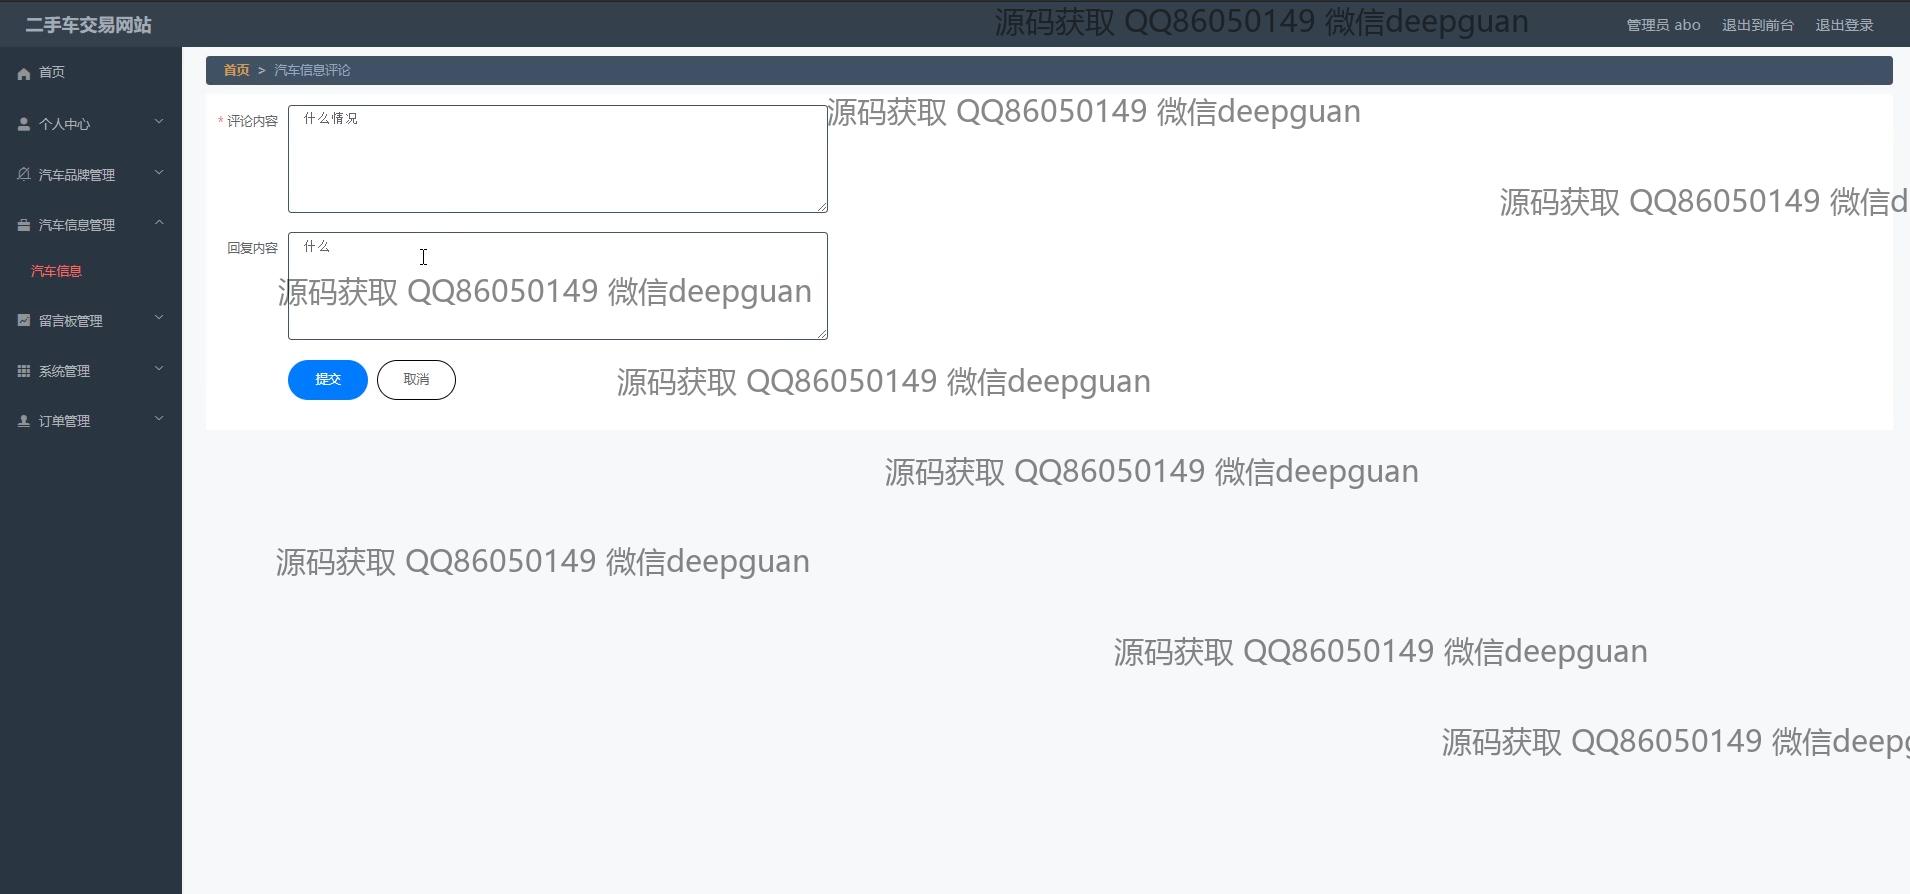 二手车交易网站
源码获取 QQ86050149 微信deepguan
管理员 abo 退出到前台 退出登录
首页
个人中心
汽车品牌管理
汽车信息管理
汽车信息
留言板管理
系统管理
订单管理
首页 > 汽车信息评论
* 评论内容
什么情况
源码获取 QQ86050149 微信deepguan
源码获取 QQ86050149 微信d
回复内容
什么
源码获取 QQ86050149 微信deepguan
提交 取消
源码获取 QQ86050149 微信deepguan
源码获取 QQ86050149 微信deepguan
源码获取 QQ86050149 微信deepguan
源码获取 QQ86050149 微信deepguan
源码获取 QQ86050149 微信deepg